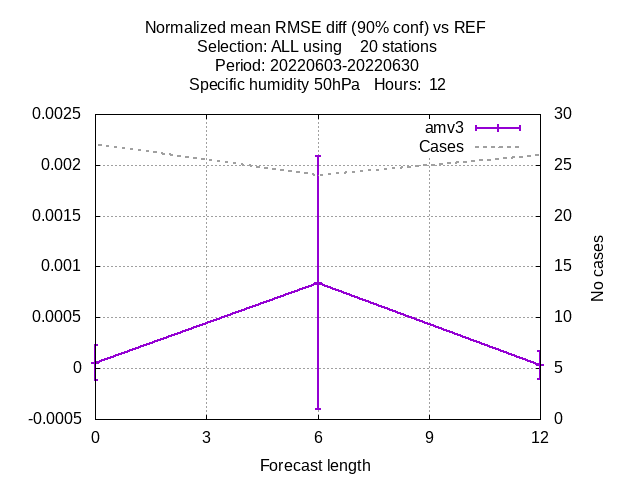 Normalized mean RMSE diff (90% conf) vs REF
Selection: ALL using    20 stations
Period: 20220603-20220630
Specific humidity 50hPa   Hours:  12
0.0025
0.002
0.0015
0.001
0.0005
0
-0.0005
30
25
20
15
10
5
0
amv3
Cases
No cases
0 3 6 9 12
Forecast length